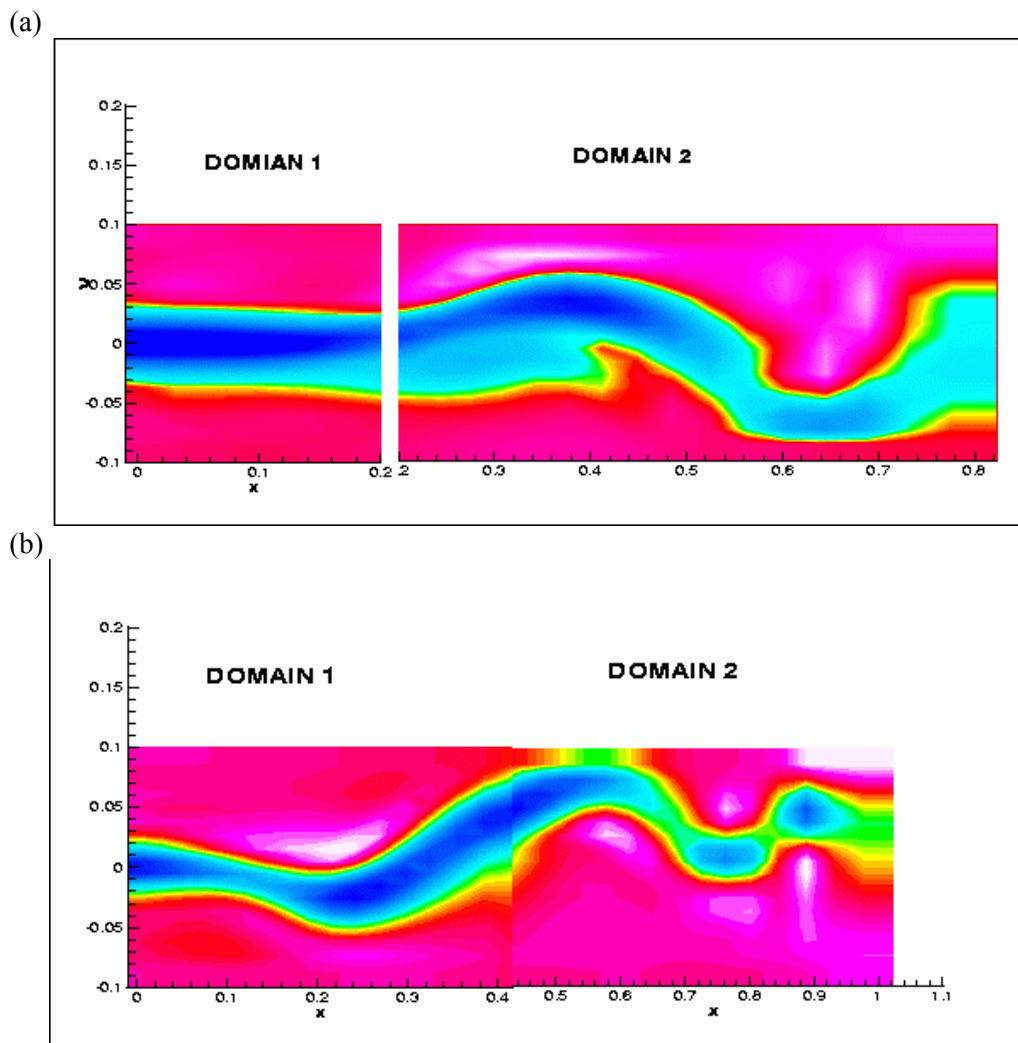 (a)
0.2
0.15
DOMIAN 1
DOMAIN 2
0.1
y
0.05
0
-0.05
-0.1
0 0.1 0.2
2 0.3 0.4 0.5 0.6 0.7 0.8
x
(b)
0.2
0.15
DOMAIN 1
DOMAIN 2
0.1
0.05
0
-0.05
-0.1
0 0.1 0.2 0.3 0.4
0.5 0.6 0.7 0.8 0.9 1 1.1
x
x